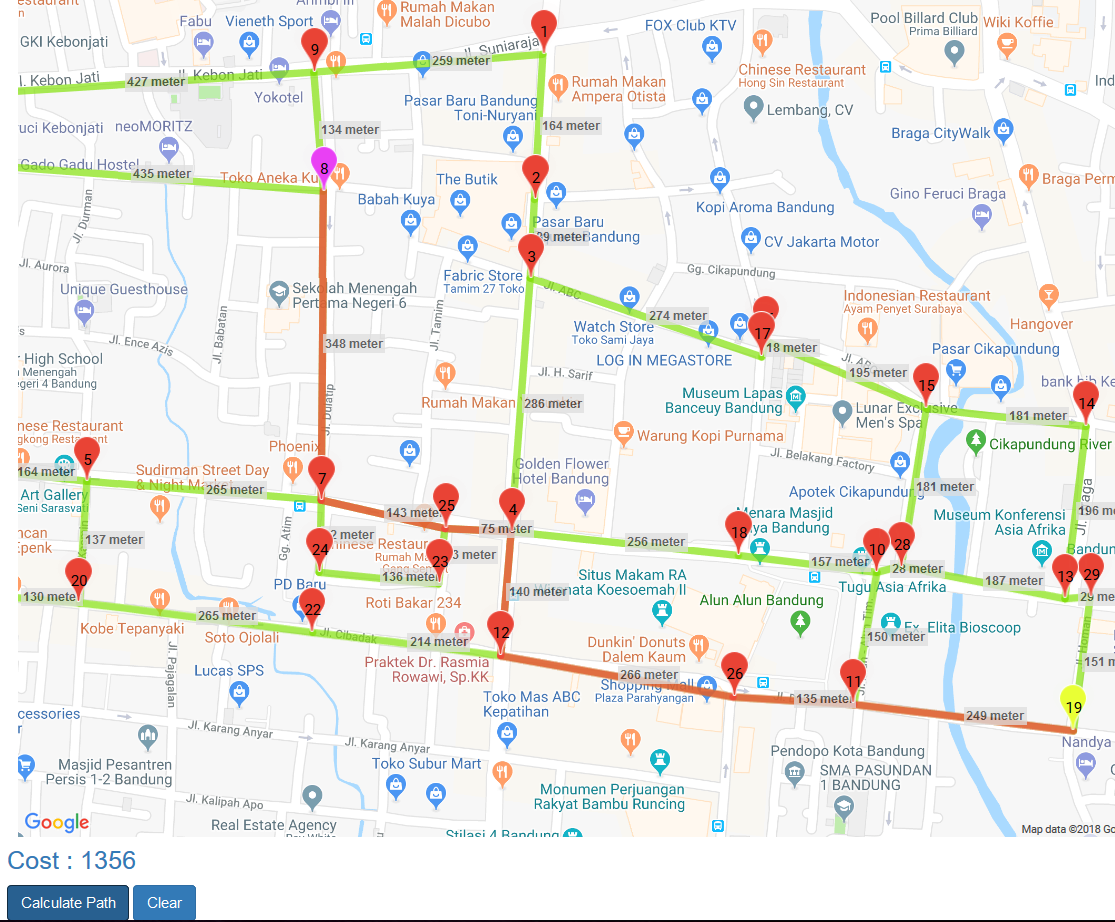 Rumah Makan
Malah Dicubo
Fabu
Vieneth Sport
1
Jl. Suniaraja
FOX Club KTV
Pool Billard Club
Prima Billiard
Wiki Koffie
GKI Kebonjati
9
259 meter
Chinese Restaurant
Hong Sin Restaurant
l. Kebon Jati
Jl. Kebon Jati
427 meter
Yokotel
Rumah Makan
Ampera Otista
Pasar Baru Bandung
Toni-Nuryani
Lembang, CV
164 meter
uci Kebonjati
neoMORITZ
134 meter
Braga CityWalk
Gado Gadu Hostel
435 meter
8
Toko Aneka Ku
2
The Butik
Babah Kuya
Kopi Aroma Bandung
Gino Feruci Braga
Braga Perm
Jl. Durman
Pasar Baru
Bandung
89 meter
CV Jakarta Motor
3
Jl. Aurora
Fabric Store
Tamim 27 Toko
Jl. ABC
Gg. Cikapundung
Unique Guesthouse
Sekolah Menengah
Pertama Negeri 6
Indonesian Restaurant
Ayam Penyet Surabaya
Jl. Babatan
Jl. Tamim
274 meter
Hangover
Watch Store
Toko Sami Jaya
17
18 meter
Jl. Ence Azis
348 meter
LOG IN MEGASTORE
Pasar Cikapundung
High School
Menengah
egeri 4 Bandung
Jl. H. Sarif
195 meter
15
bank bjb Ke
Jl. Dulatip
Rumah Makan
286 meter
Museum Lapas
Banceuy Bandung
Lunar Exclusive
Men's Spa
181 meter
14
nese Restaurant
gkong Restaurant
Warung Kopi Purnama
Cikapundung River
5
Phoenix
Jl. Belakang Factory
164 meter
Sudirman Street Day
& Night Market
7
Golden Flower
Hotel Bandung
265 meter
Art Gallery
Seni Sarasvati
Apotek Cikapundung
181 meter
25
4
143 meter
75 meter
18
Menara Masjid
Raya Bandung
Museum Konferensi
Asia Afrika
196 m
Jl. Braga
137 meter
Gg. Atim
2 meter
256 meter
10
28
24
Chinese Restaurant
23
3 meter
157 meter
28 meter
Bandun
20
PD Baru
136 meter
Situs Makam RA
Wiranata Koesoemah II
Tugu Asia Afrika
187 meter
13
29
130 meter
140 meter
29 me
22
Roti Bakar 234
Alun Alun Bandung
Kobe Tepanyaki
265 meter
Soto Ojolali
Jl. Cibadak
214 meter
12
Dunkin' Donuts
Dalem Kaum
150 meter
Ex. Elita Bioscoop
Jl. Homan
151 m
Jl. Pajagalan
Lucas SPS
Praktek Dr. Rasmia
Rowawi, Sp.KK
266 meter
26
11
Toko Mas ABC
Kepatihan
Shopping Mall
Plaza Parahyangan
135 meter
249 meter
19
cessories
Jl. Karang Anyar
Jl. Karang Anyar
Nandya
Masjid Pesantren
Persis 1-2 Bandung
Toko Subur Mart
Pendopo Kota Bandung
SMA PASUNDAN
1 BANDUNG
Jl. Kalipah Apo
Monumen Perjuangan
Rakyat Bambu Runcing
Google
Real Estate Agency
Stilasi 4 Bandung
Map data ©2018 Go
Cost : 1356
Calculate Path
Clear